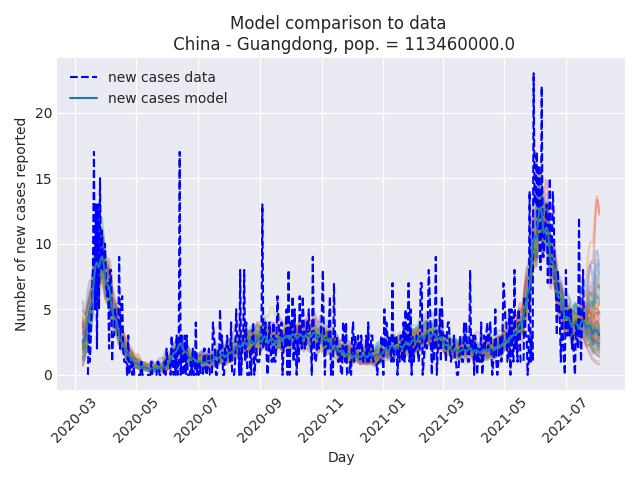 Model comparison to data
China - Guangdong, pop. = 113460000.0
new cases data
new cases model
Number of new cases reported
20
15
10
5
0
2020-03
2020-05
2020-07
2020-09
2020-11
2021-01
2021-03
2021-05
2021-07
Day